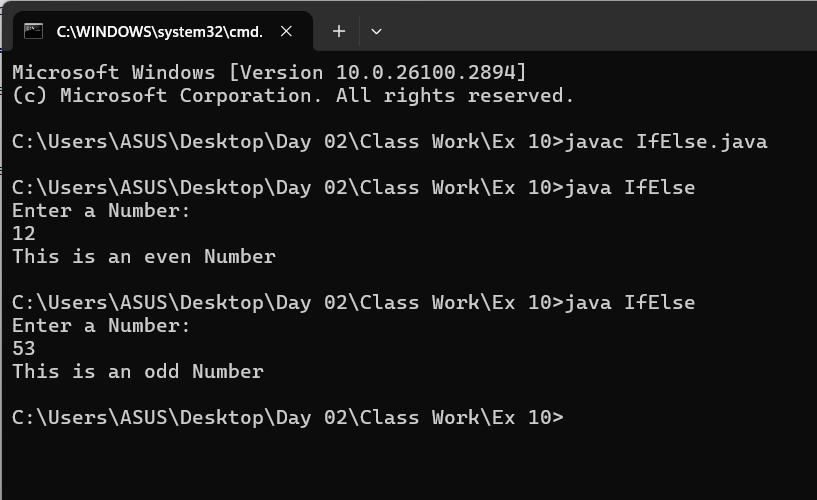 C:\WINDOWS\system32\cmd.
Microsoft Windows [Version 10.0.26100.2894]
(c) Microsoft Corporation. All rights reserved.
C:\Users\ASUS\Desktop\Day 02\Class Work\Ex 10>javac IfElse.java
C:\Users\ASUS\Desktop\Day 02\Class Work\Ex 10>java IfElse
Enter a Number:
12
This is an even Number
C:\Users\ASUS\Desktop\Day 02\Class Work\Ex 10>java IfElse
Enter a Number:
53
This is an odd Number
C:\Users\ASUS\Desktop\Day 02\Class Work\Ex 10>